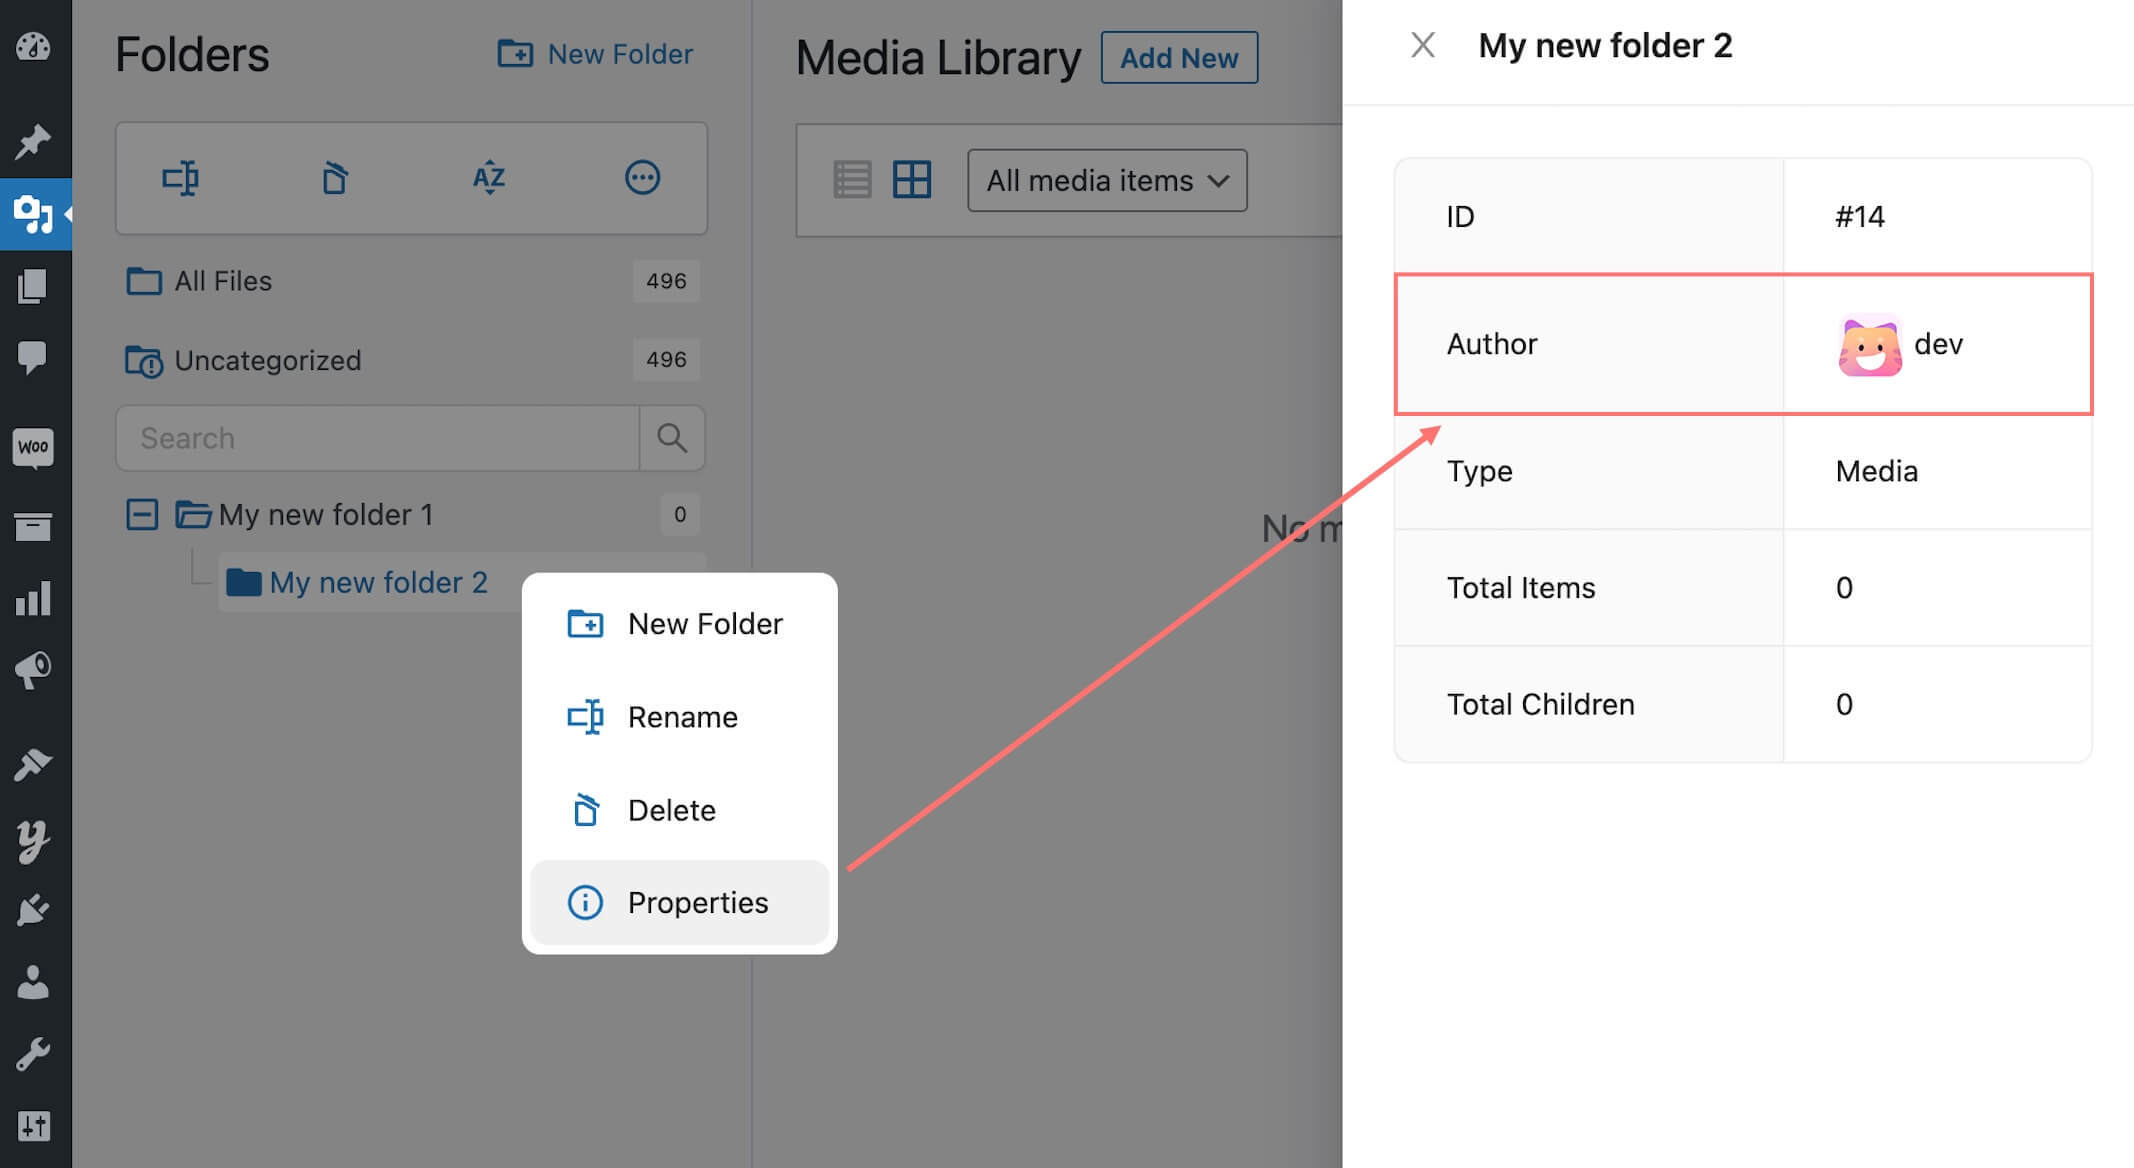 Folders
New Folder
Media Library
Add New
My new folder 2
All media items
All Files
496
Uncategorized
496
Search
My new folder 1
0
My new folder 2
New Folder
Rename
Delete
Properties
No m
ID
#14
Author
dev
Type
Media
Total Items
0
Total Children
0
Woo
AZ
y